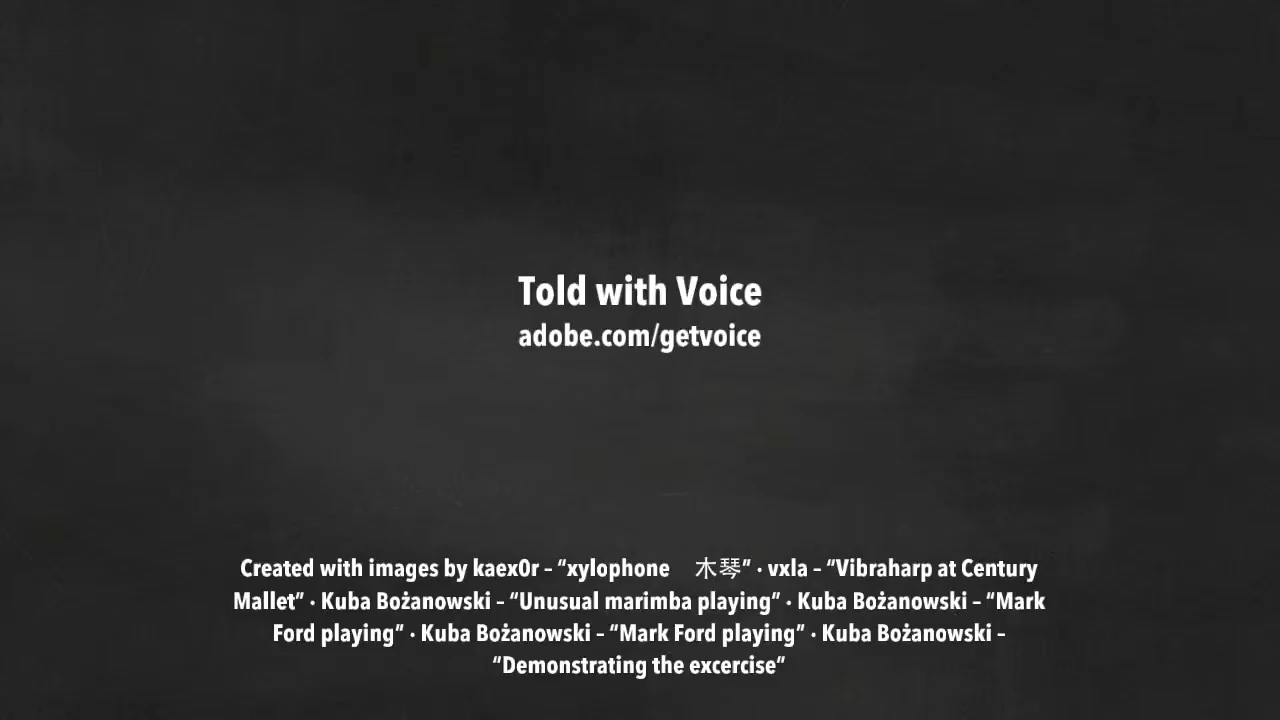 Told with Voice
adobe.com/getvoice
Created with images by kaex0r – “xylophone　木琴” · vxla – “Vibraharp at Century
Mallet” · Kuba Bożanowski – “Unusual marimba playing” · Kuba Bożanowski – “Mark
Ford playing” · Kuba Bożanowski – “Mark Ford playing” · Kuba Bożanowski –
“Demonstrating the excercise”